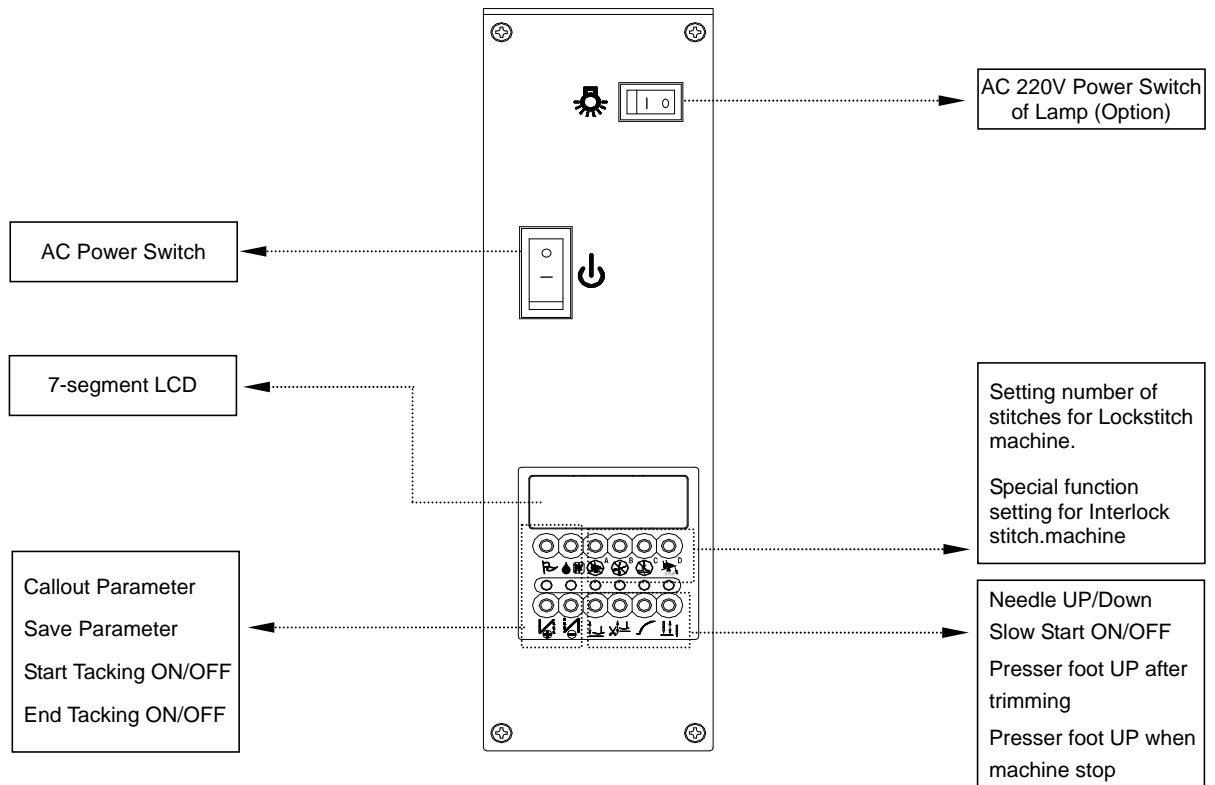 AC 220V Power Switch
of Lamp (Option)
AC Power Switch
7-segment LCD
Setting number of
stitches for Lockstitch
machine.
Special function
setting for Interlock
stitch.machine
A B C D
Callout Parameter
Save Parameter
Start Tacking ON/OFF
End Tacking ON/OFF
Needle UP/Down
Slow Start ON/OFF
Presser foot UP after
trimming
Presser foot UP when
machine stop